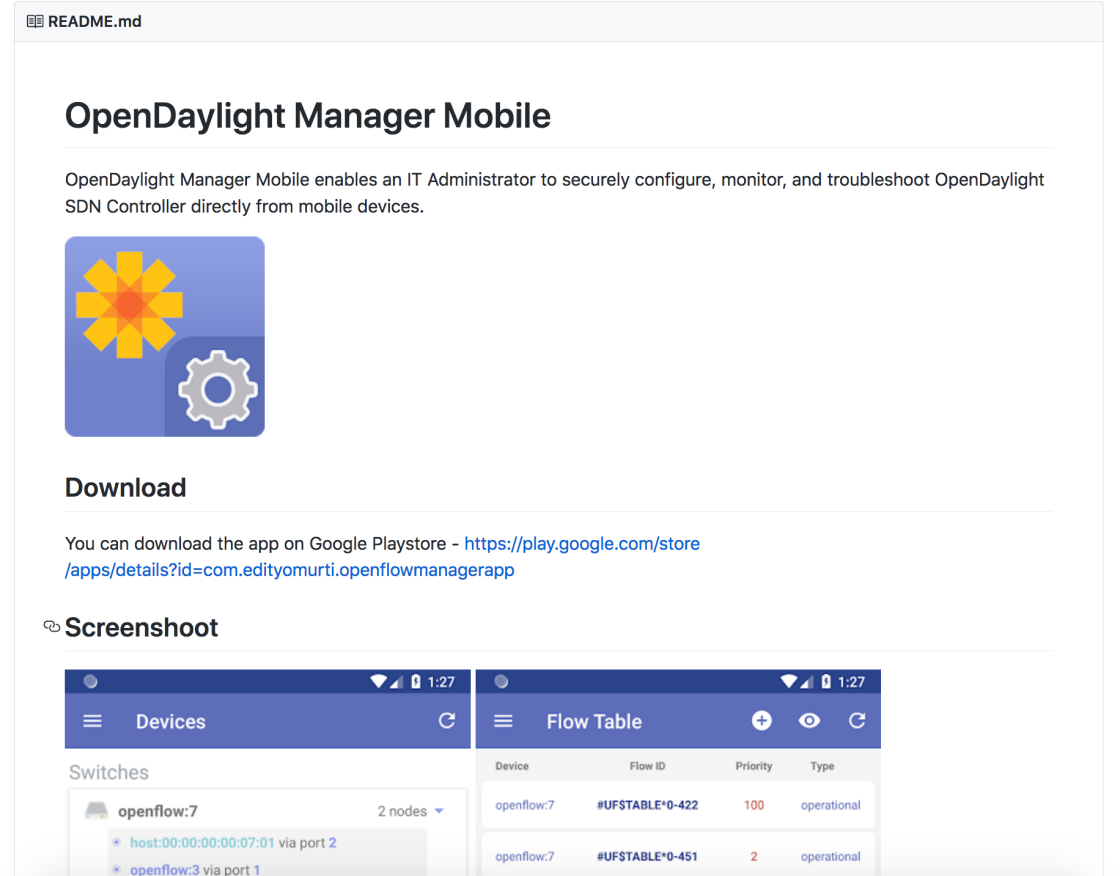 README.md
OpenDaylight Manager Mobile
OpenDaylight Manager Mobile enables an IT Administrator to securely configure, monitor, and troubleshoot OpenDaylight
SDN Controller directly from mobile devices.
Download
You can download the app on Google Playstore - https://play.google.com/store
/apps/details?id=com.edityomurti.openflowmanagerapp
Screenshoot
1:27
Devices
Switches
openflow:7 2 nodes
host:00:00:00:00:07:01 via port 2
openflow:3 via port 1
1:27
Flow Table
Device Flow ID Priority Type
openflow:7 #UF$TABLE*0-422 100 operational
openflow:7 #UF$TABLE*0-451 2 operational